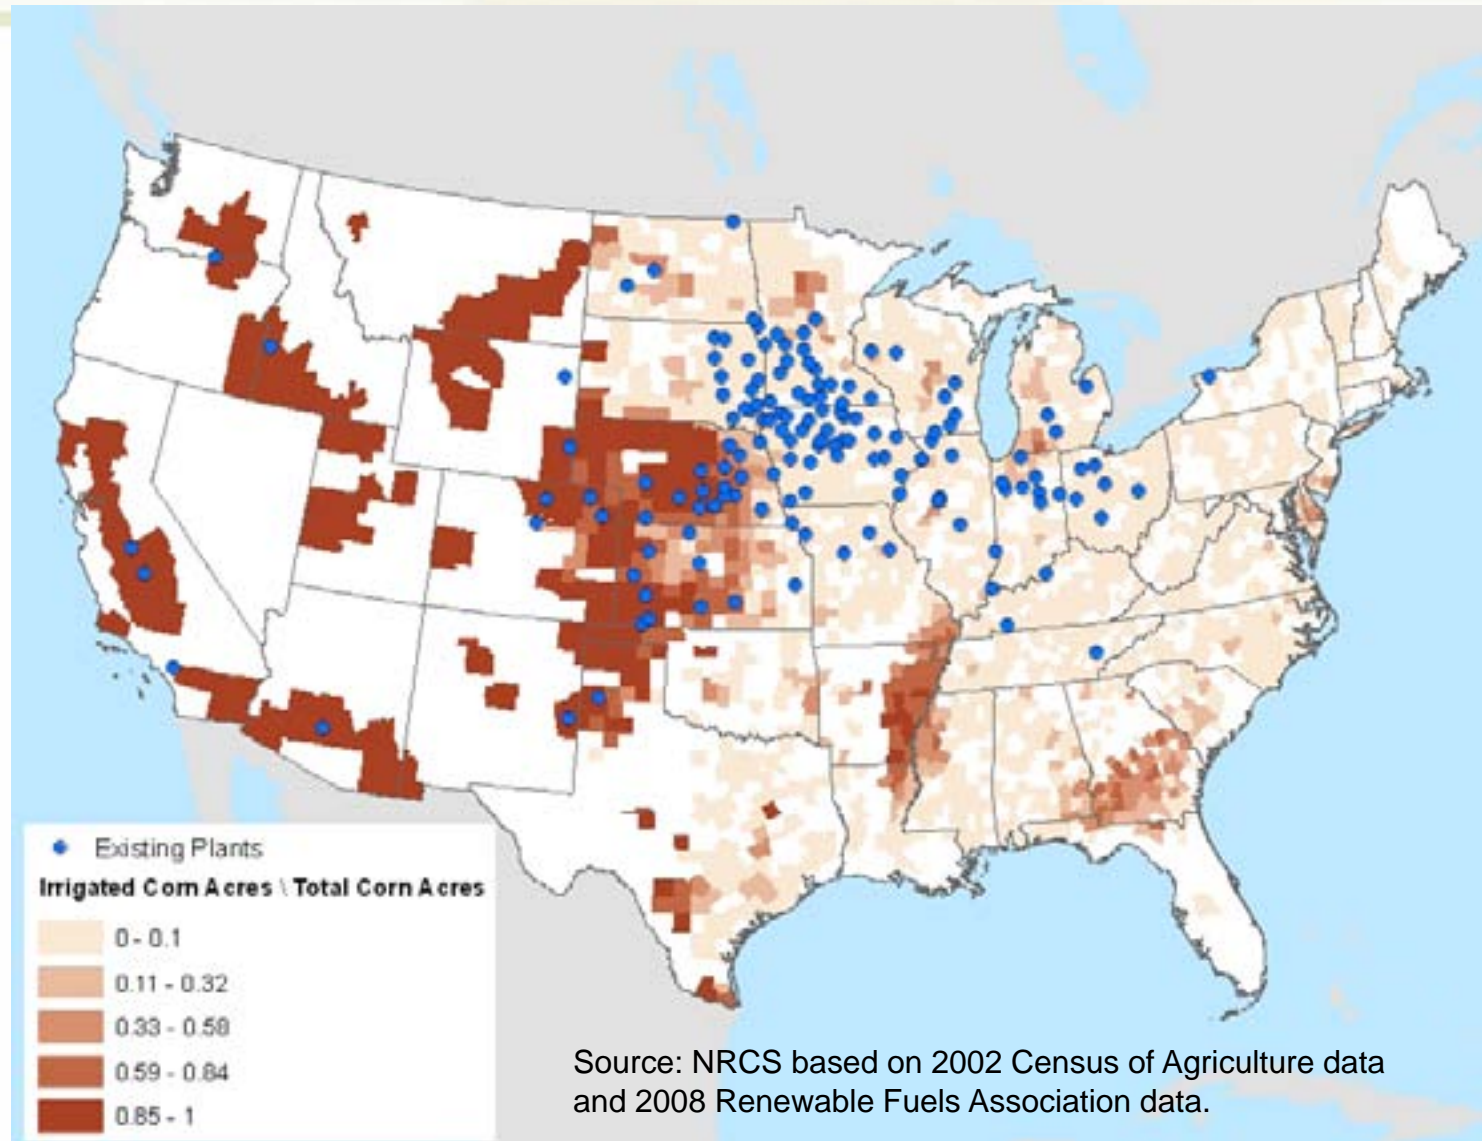 Existing Plants
Irrigated Corn Acres \ Total Corn Acres
0 - 0.1
0.11 - 0.32
0.33 - 0.58
0.59 - 0.84
0.85 - 1
Source: NRCS based on 2002 Census of Agriculture data
and 2008 Renewable Fuels Association data.